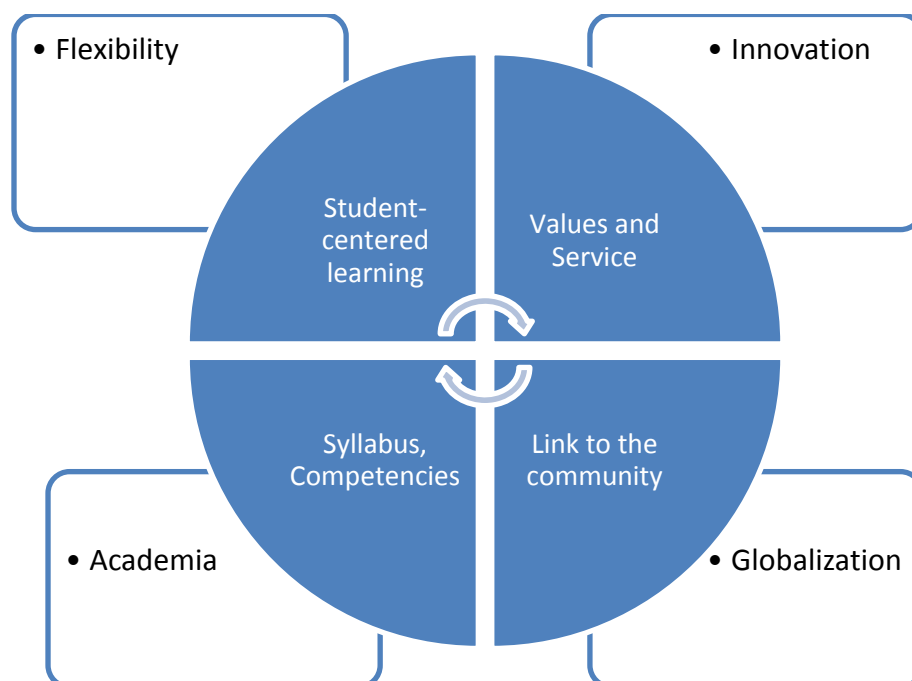 • Flexibility
• Innovation
Student-
centered
learning
Values and
Service
Syllabus,
Competencies
Link to the
community
• Academia
• Globalization